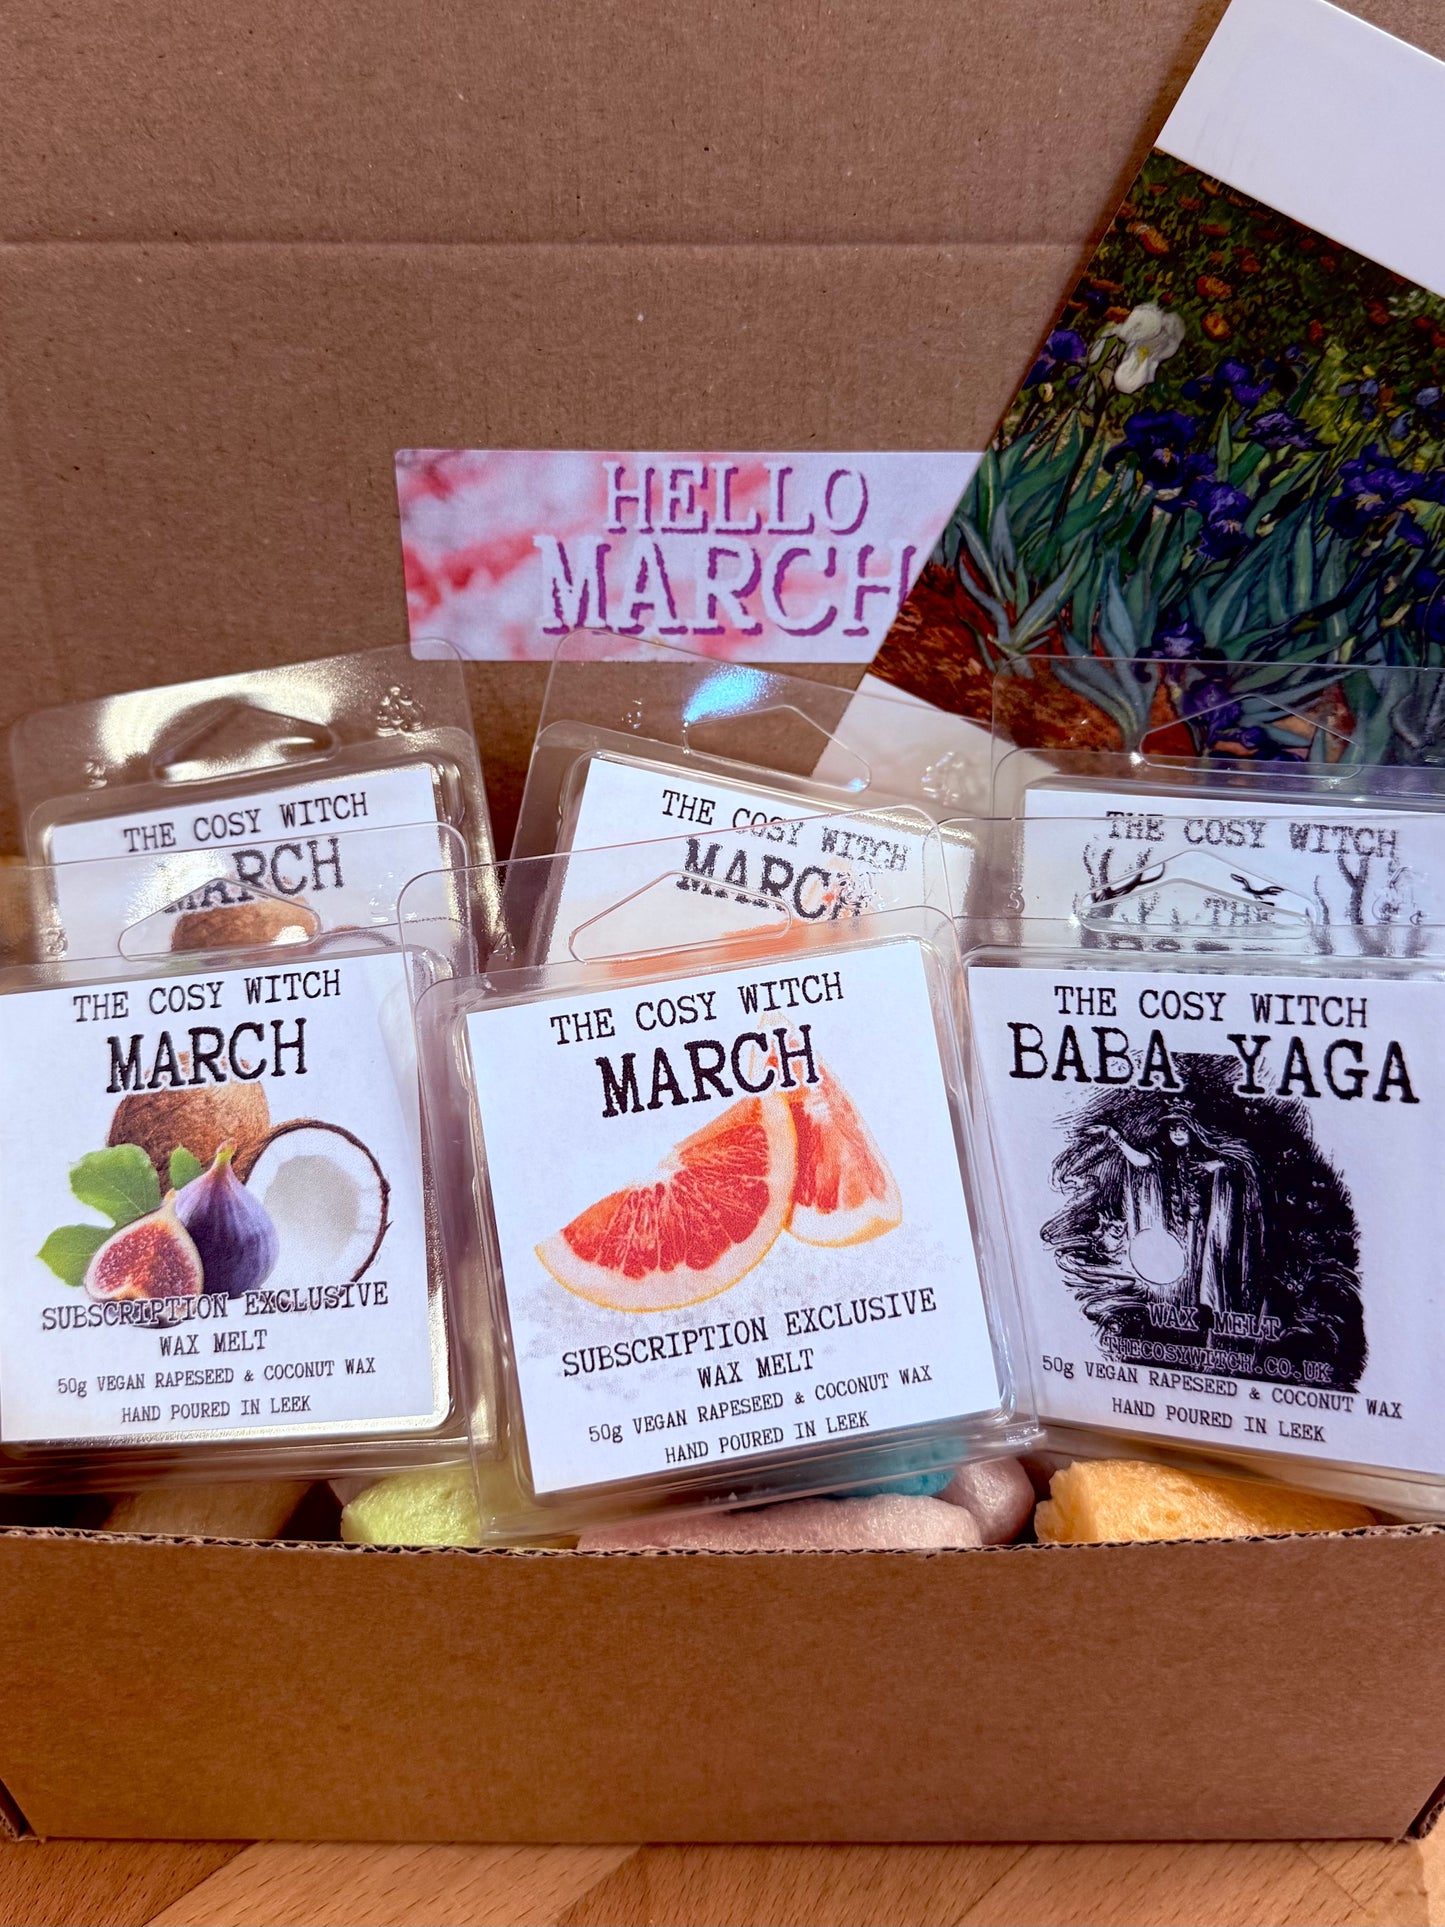 HELLO
MARCH
THE COSY WITCH
MARCH
THE COSY WITCH
MARCH
THE COSY WITCH
THE
THE COSY WITCH
MARCH
SUBSCRIPTION EXCLUSIVE
WAX MELT
50g VEGAN RAPESEED & COCONUT WAX
HAND POURED IN LEEK
THE COSY WITCH
MARCH
SUBSCRIPTION EXCLUSIVE
WAX MELT
50g VEGAN RAPESEED & COCONUT WAX
HAND POURED IN LEEK
THE COSY WITCH
BABA YAGA
WAX MELT
THECOSYWITCH.CO.UK
50g VEGAN RAPESEED & COCONUT WAX
HAND POURED IN LEEK